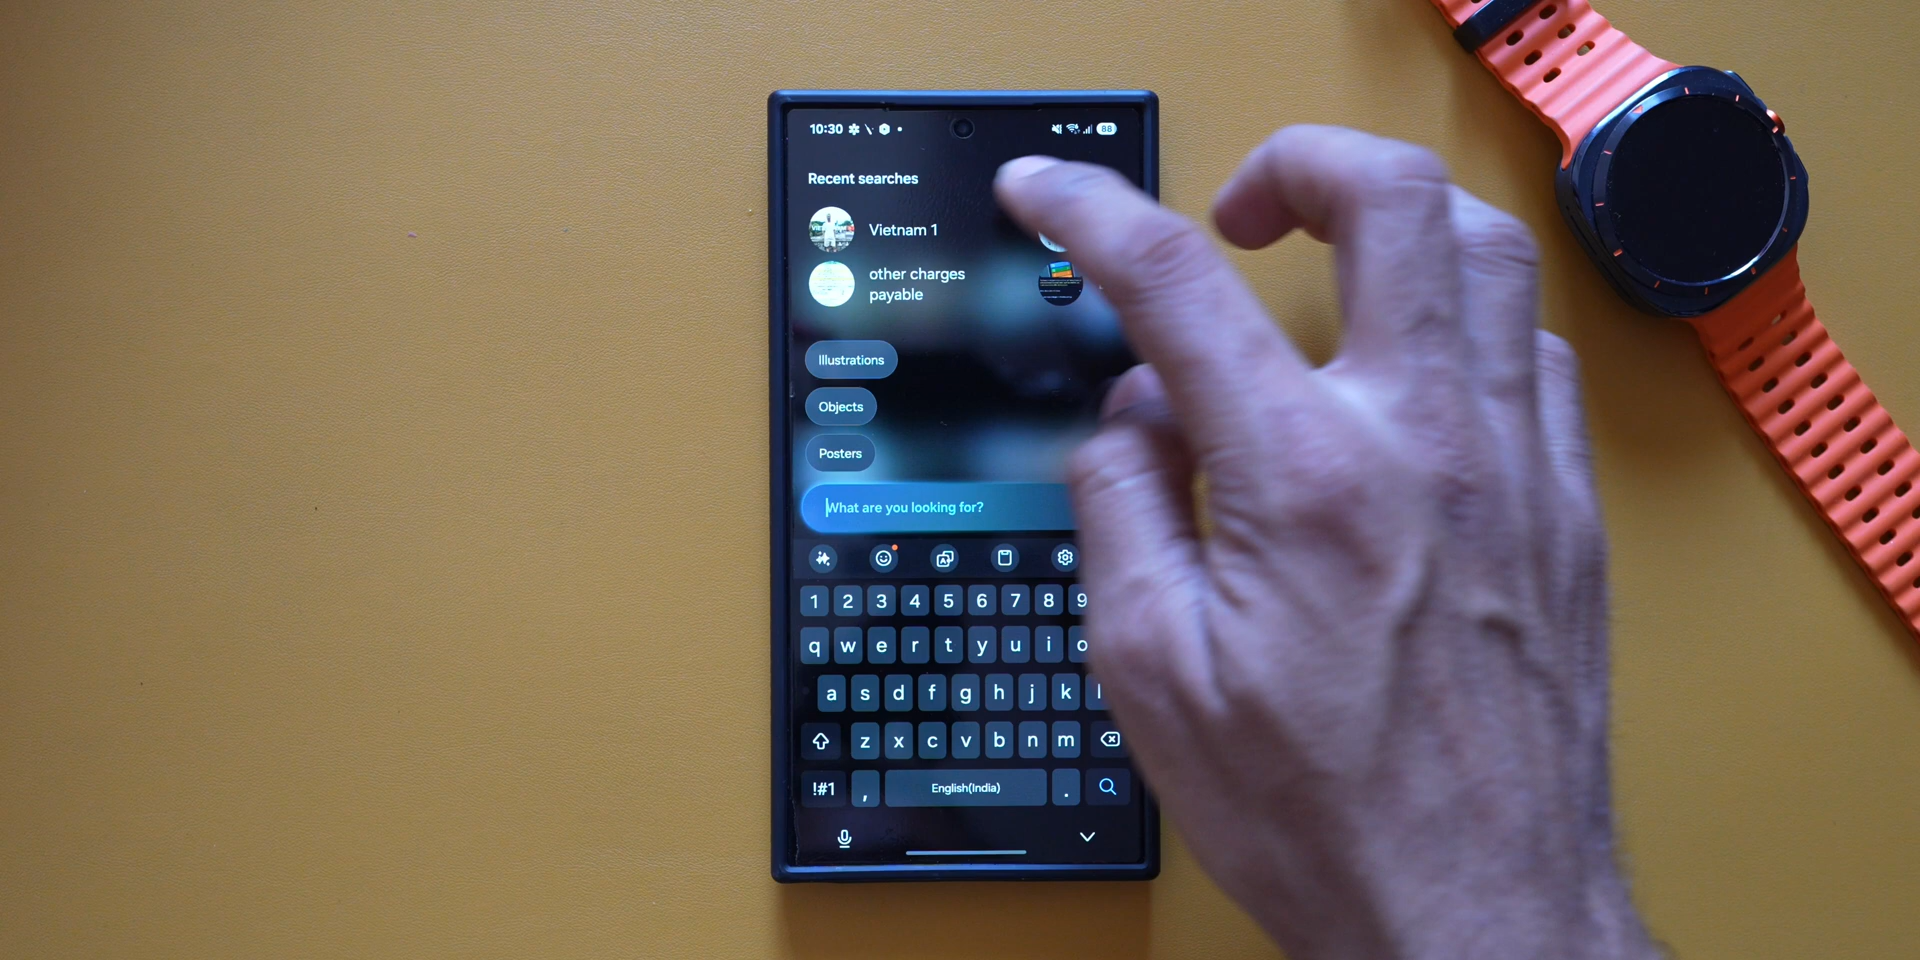 10:30
88
Recent searches
Vietnam 1
other charges
payable
Illustrations
Objects
Posters
What are you looking for?
1 2 3 4 5 6 7 8 9
q w e r t y u i o
a s d f g h j k l
z x c v b n m
!#1 , English(India) .